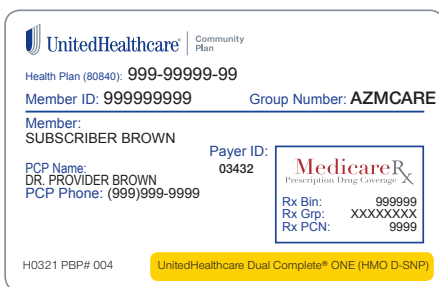 UnitedHealthcare® Community Plan
Health Plan (80840): 999-99999-99
Member ID: 999999999 Group Number: AZMCARE
Member:
SUBSCRIBER BROWN
Payer ID:
03432
PCP Name:
DR. PROVIDER BROWN
PCP Phone: (999)999-9999
MedicareRx
Prescription Drug Coverage
Rx Bin: 999999
Rx Grp: XXXXXXXX
Rx PCN: 9999
H0321 PBP# 004 UnitedHealthcare Dual Complete® ONE (HMO D-SNP)